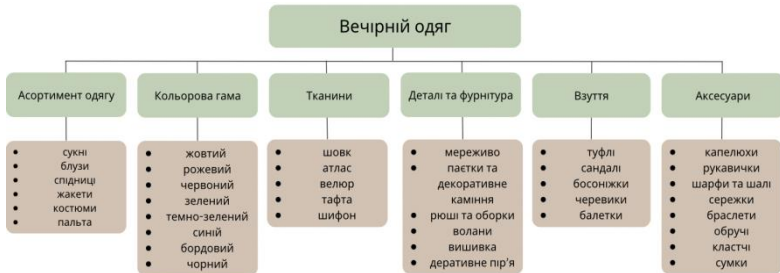 Вечірній одяг
Асортимент одягу
сукні
блузи
спідниці
жакети
костюми
пальта
Кольорова гама
жовтий
рожевий
червоний
зелений
темно-зелений
синій
бордовий
чорний
Тканини
шовк
атлас
велюр
тафта
шифон
Деталі та фурнітура
мереживо
паєтки та
декоративне
каміння
рюші та оборки
волани
вишивка
деративне пір’я
Взуття
туфлі
сандалі
босоніжки
черевики
балетки
Аксесуари
капелюхи
рукавички
шарфи та шалі
сережки
браслети
обручі
кластчі
сумки